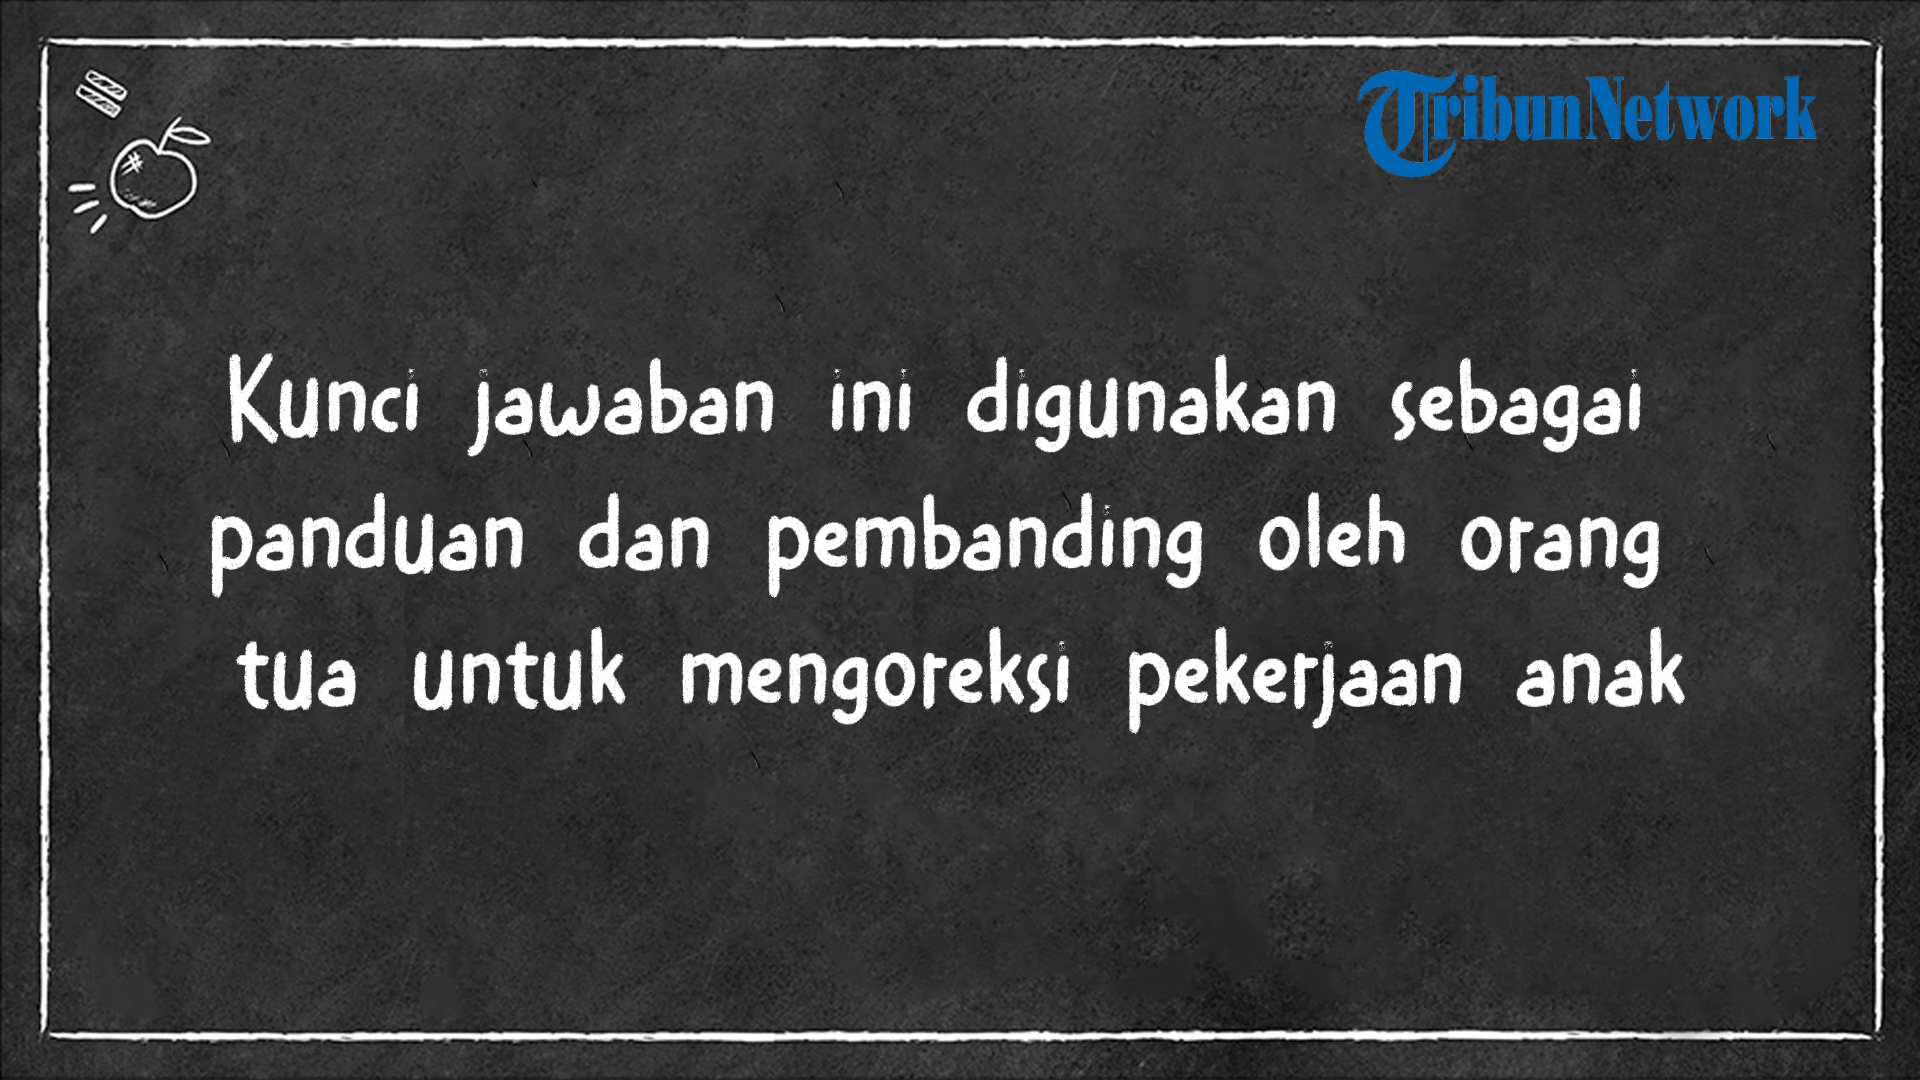 TribunNetwork
Kunci jawaban ini digunakan sebagai
panduan dan pembanding oleh orang
tua untuk mengoreksi pekerjaan anak